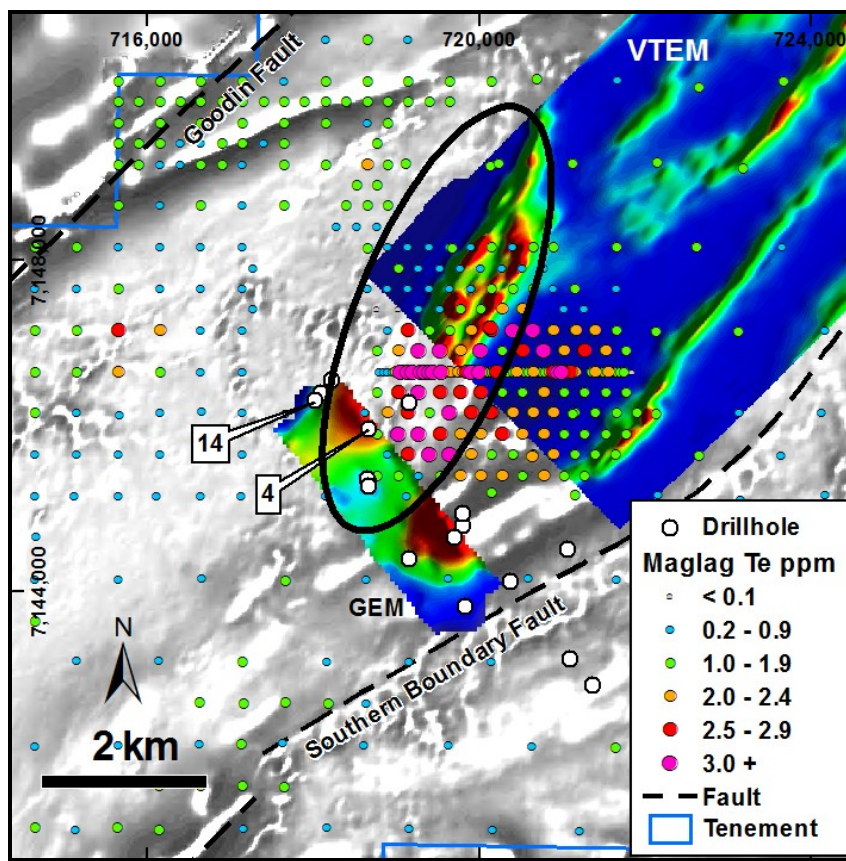 716,000
720,000
724,000
VTEM
Goodin Fault
7,148,000
14
4
7,144,000
GEM
N
Southern Boundary Fault
2 km
Drillhole
Maglag Te ppm
< 0.1
0.2 - 0.9
1.0 - 1.9
2.0 - 2.4
2.5 - 2.9
3.0 +
Fault
Tenement